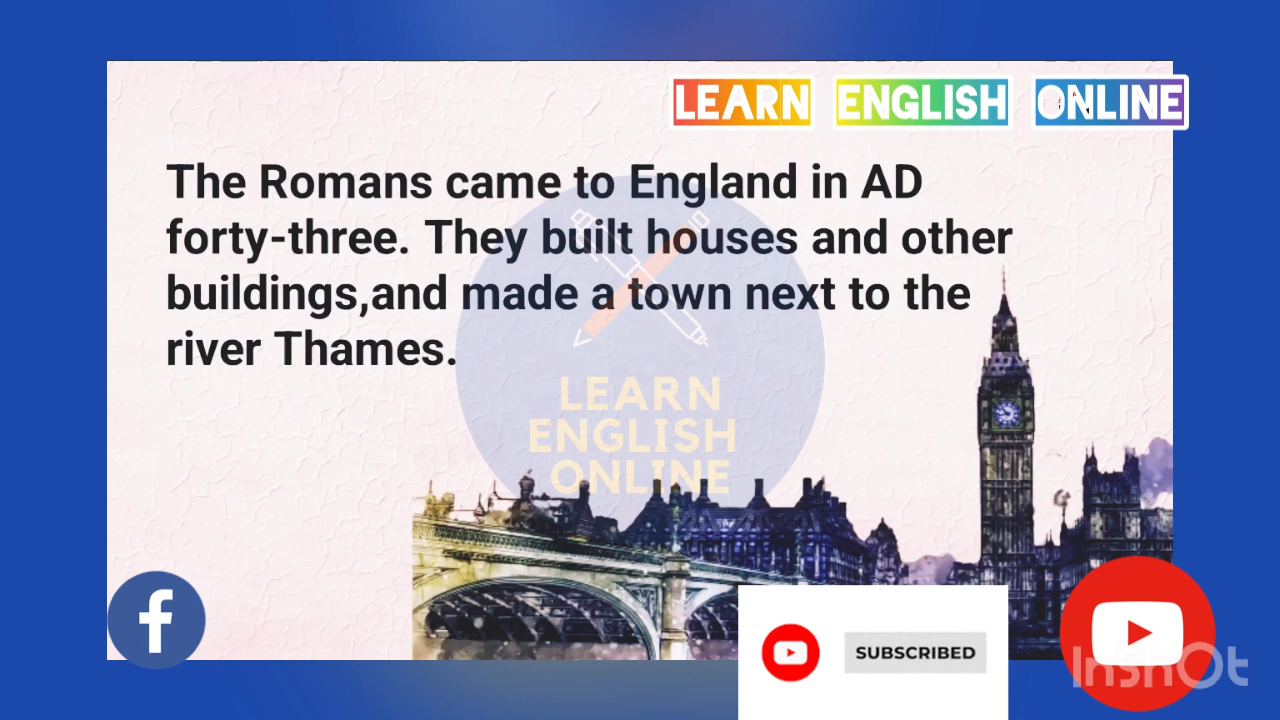 LEARN ENGLISH ONLINE
The Romans came to England in AD
forty-three. They built houses and other
buildings,and made a town next to the
river Thames.
LEARN
ENGLISH
ONLINE
f
SUBSCRIBED
InShOt